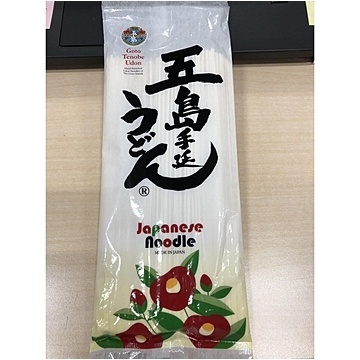 Goto
Tenobe
Udon
五島
手延
うどん®
Japanese
Noodle
MADE IN JAPAN